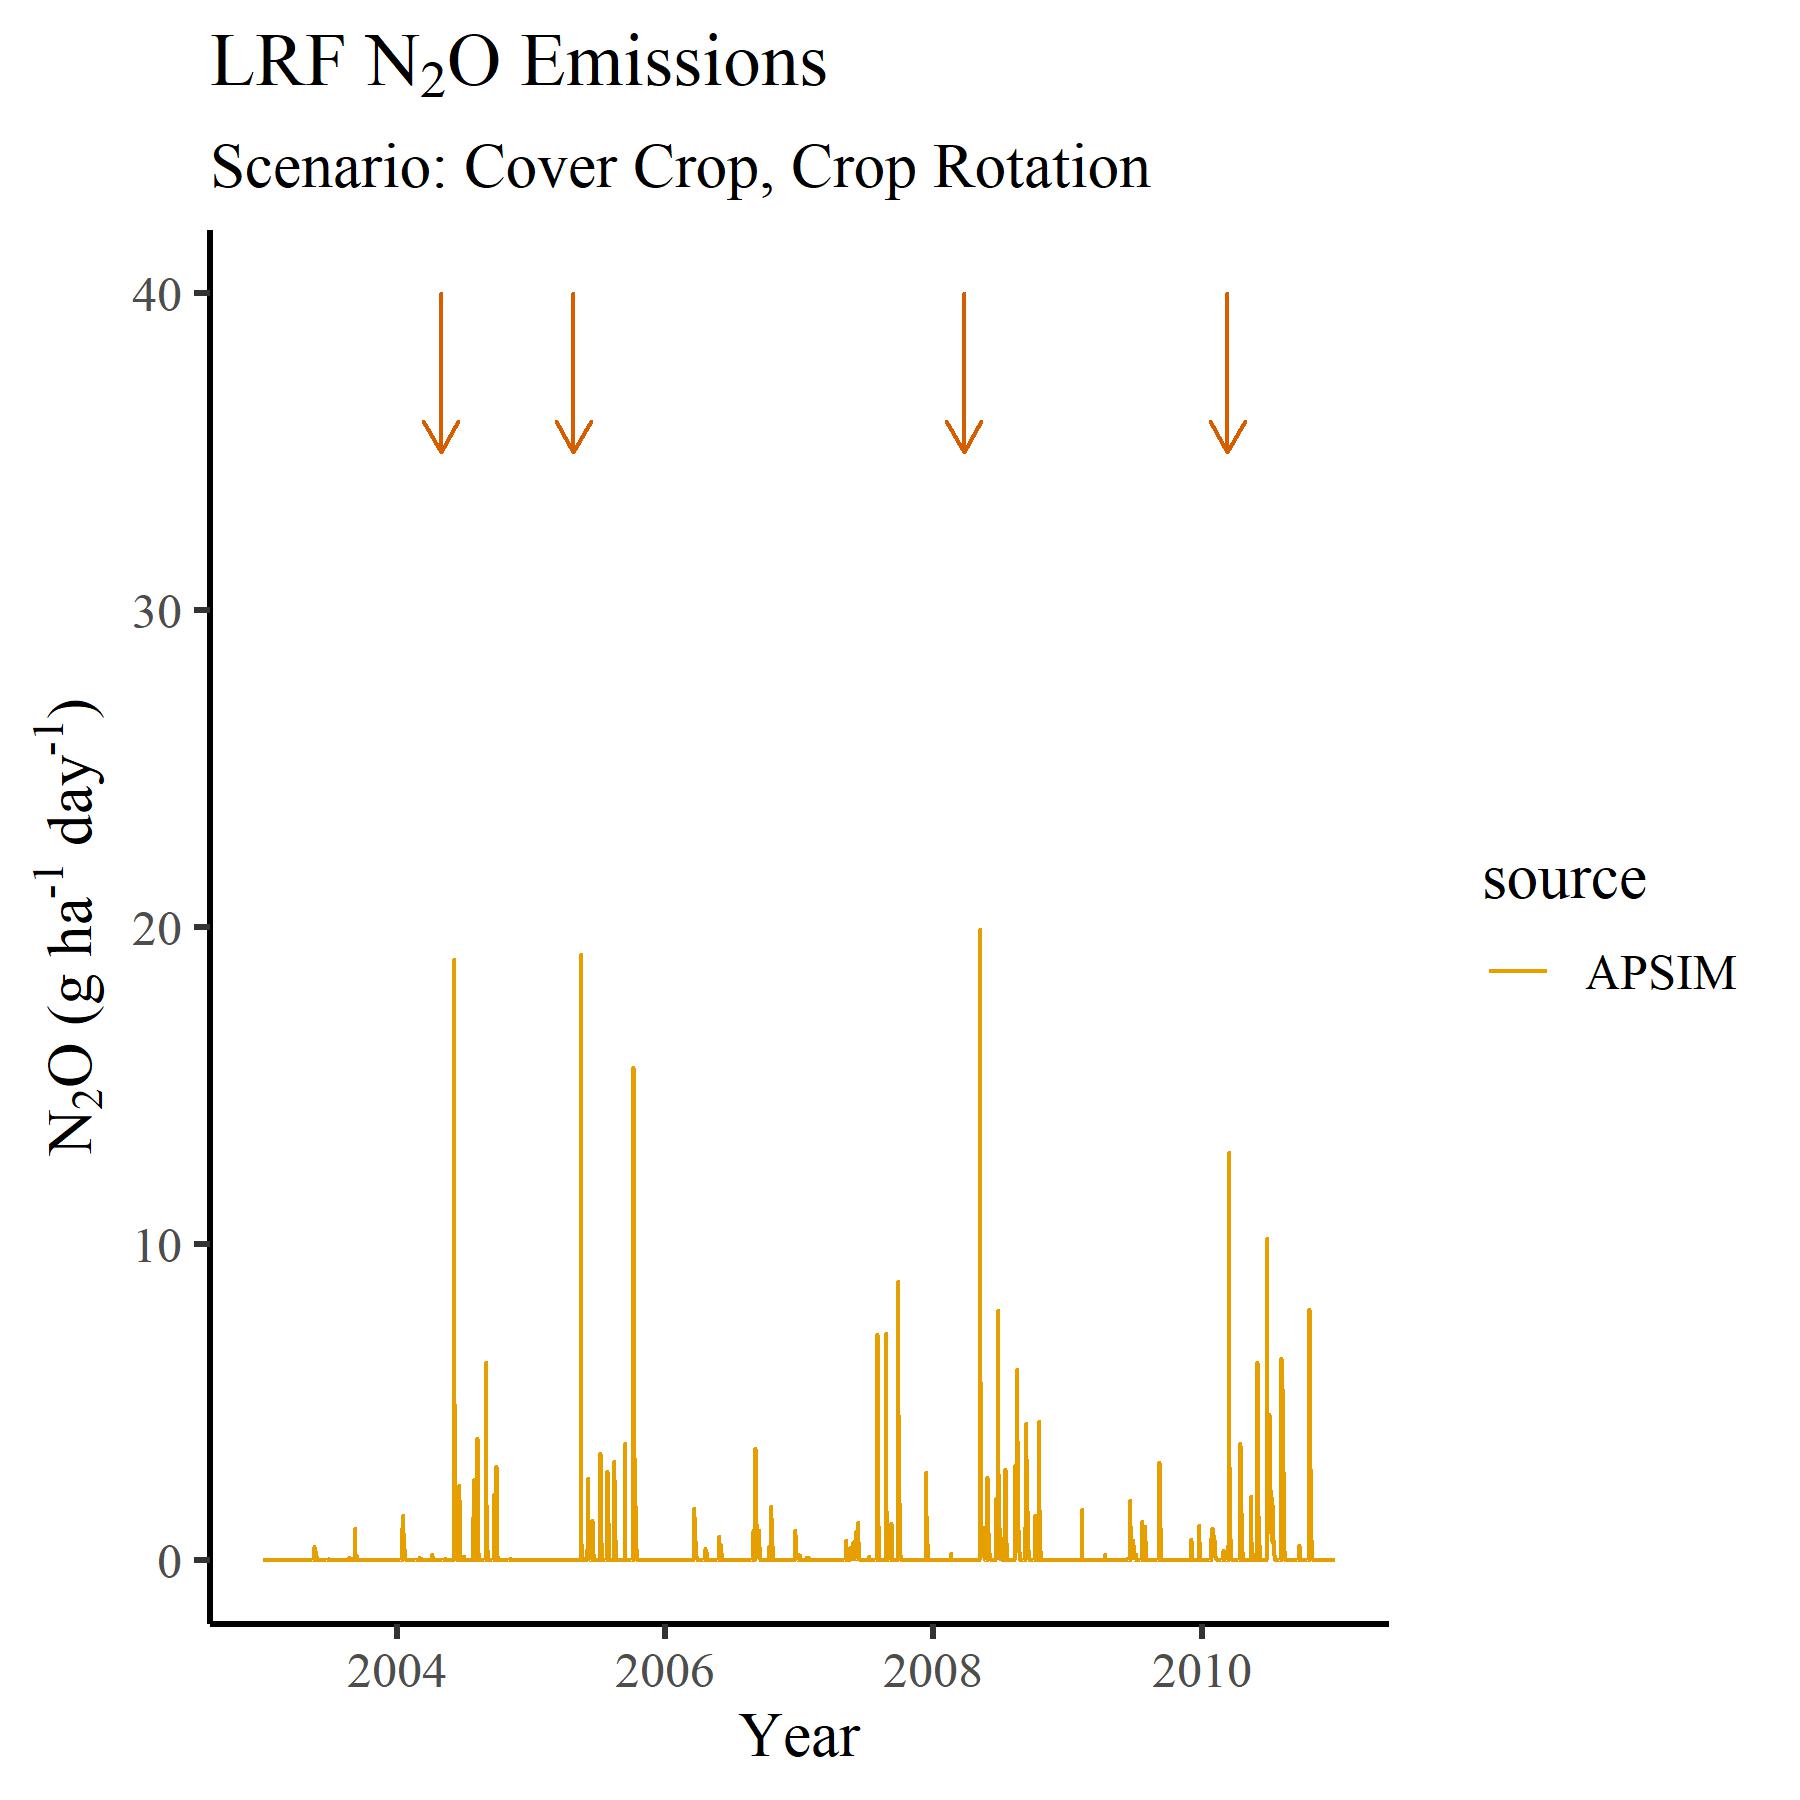 LRF N₂O Emissions
Scenario: Cover Crop, Crop Rotation
N₂O (g ha⁻¹ day⁻¹)
40
30
20
10
0
2004 2006 2008 2010
Year
source
APSIM